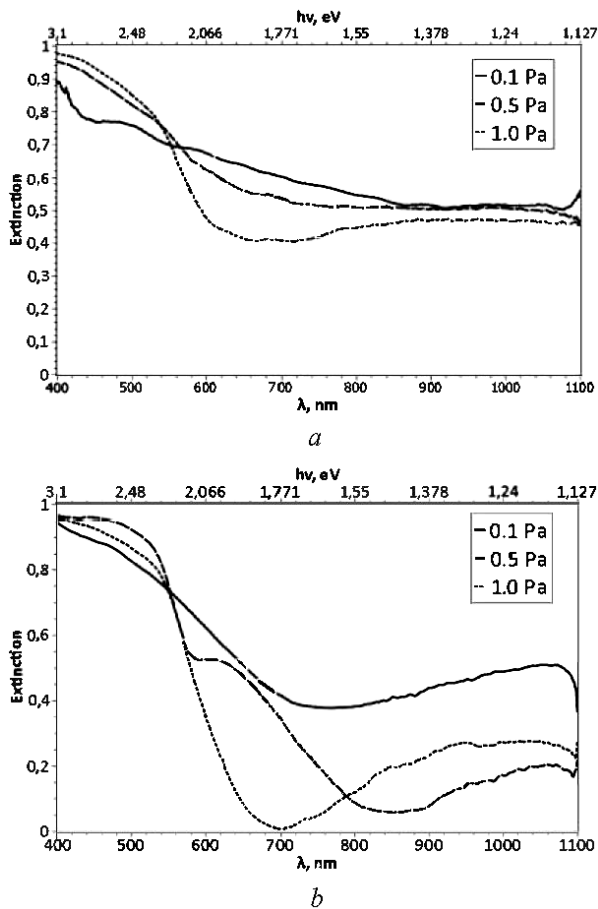 hv, eV
3,1 2,48 2,066 1,771 1,55 1,378 1,24 1,127
1
0,9
0,8
0,7
0,6
0,5
0,4
0,3
0,2
0,1
0
Extinction
0.1 Pa
0.5 Pa
1.0 Pa
400 500 600 700 800 900 1000 1100
λ, nm
a
hv, eV
3,1 2,48 2,066 1,771 1,55 1,378 1,24 1,127
1
0,8
0,6
0,4
0,2
0
Extinction
0.1 Pa
0.5 Pa
1.0 Pa
400 500 600 700 800 900 1000 1100
λ, nm
b